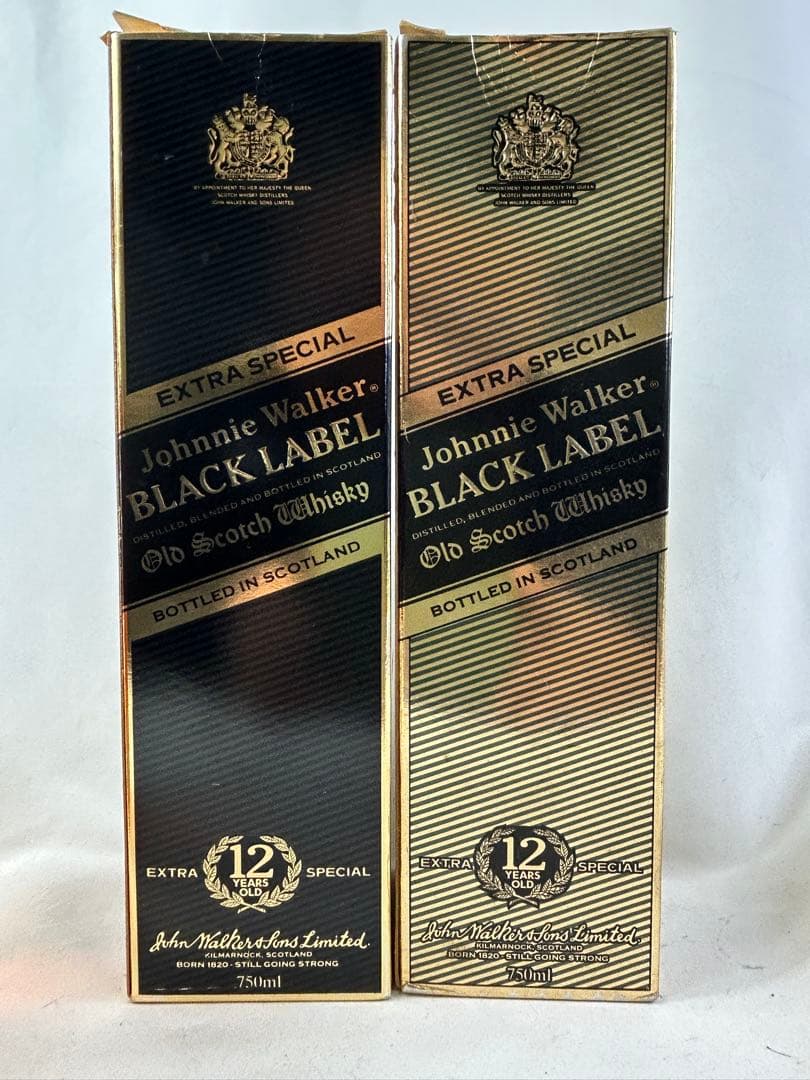 BY APPOINTMENT TO HER MAJESTY THE QUEEN
SCOTCH WHISKY DISTILLERS
JOHN WALKER AND SONS LIMITED
EXTRA SPECIAL
Johnnie Walker®
BLACK LABEL
DISTILLED, BLENDED AND BOTTLED IN SCOTLAND
Old Scotch Whisky
BOTTLED IN SCOTLAND
EXTRA 12 SPECIAL
YEARS
OLD
John Walker & Sons Limited.
KILMARNOCK, SCOTLAND
BORN 1820 - STILL GOING STRONG
750ml
BY APPOINTMENT TO HER MAJESTY THE QUEEN
SCOTCH WHISKY DISTILLERS
JOHN WALKER AND SONS LIMITED
EXTRA SPECIAL
Johnnie Walker®
BLACK LABEL
DISTILLED, BLENDED AND BOTTLED IN SCOTLAND
Old Scotch Whisky
BOTTLED IN SCOTLAND
EXTRA 12 SPECIAL
YEARS
OLD
John Walker & Sons Limited.
KILMARNOCK, SCOTLAND
BORN 1820 - STILL GOING STRONG
750ml